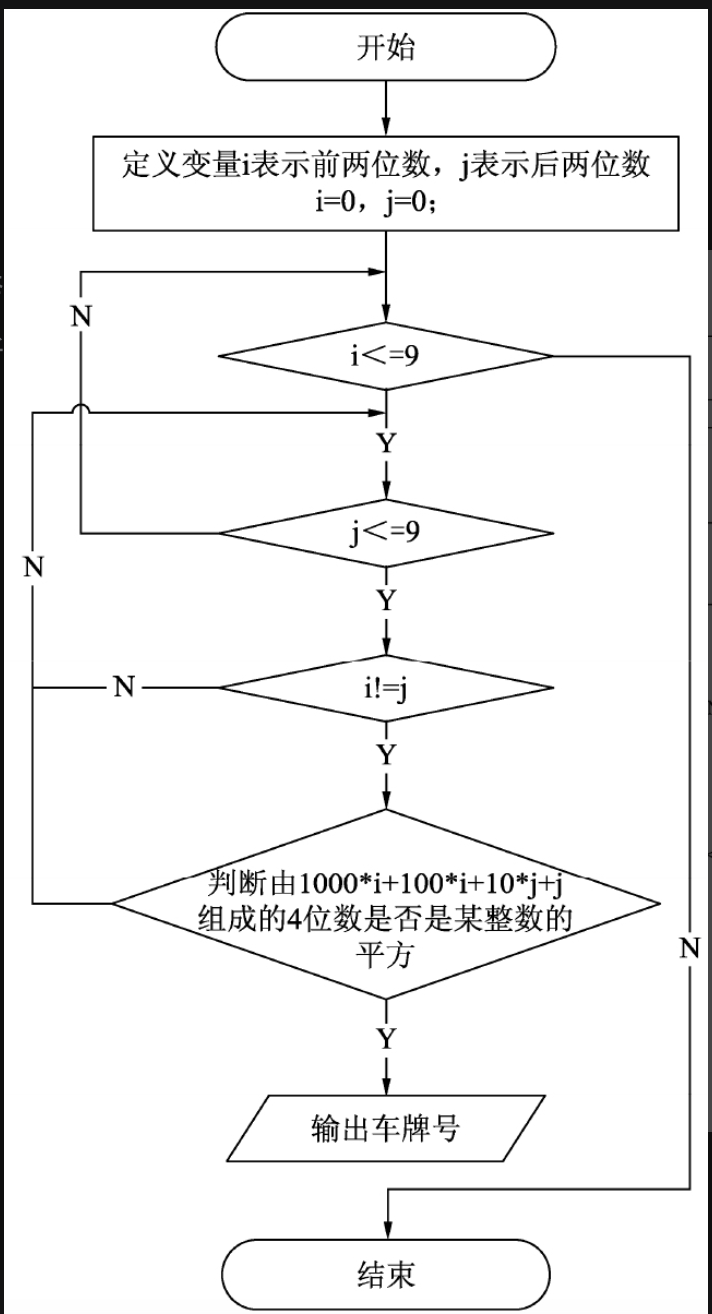 开始
定义变量i表示前两位数，j表示后两位数
i=0，j=0；
N
i<=9
Y
j<=9
N
Y
N
i!=j
Y
判断由1000*i+100*i+10*j+j
组成的4位数是否是某整数的
平方
N
Y
输出车牌号
结束